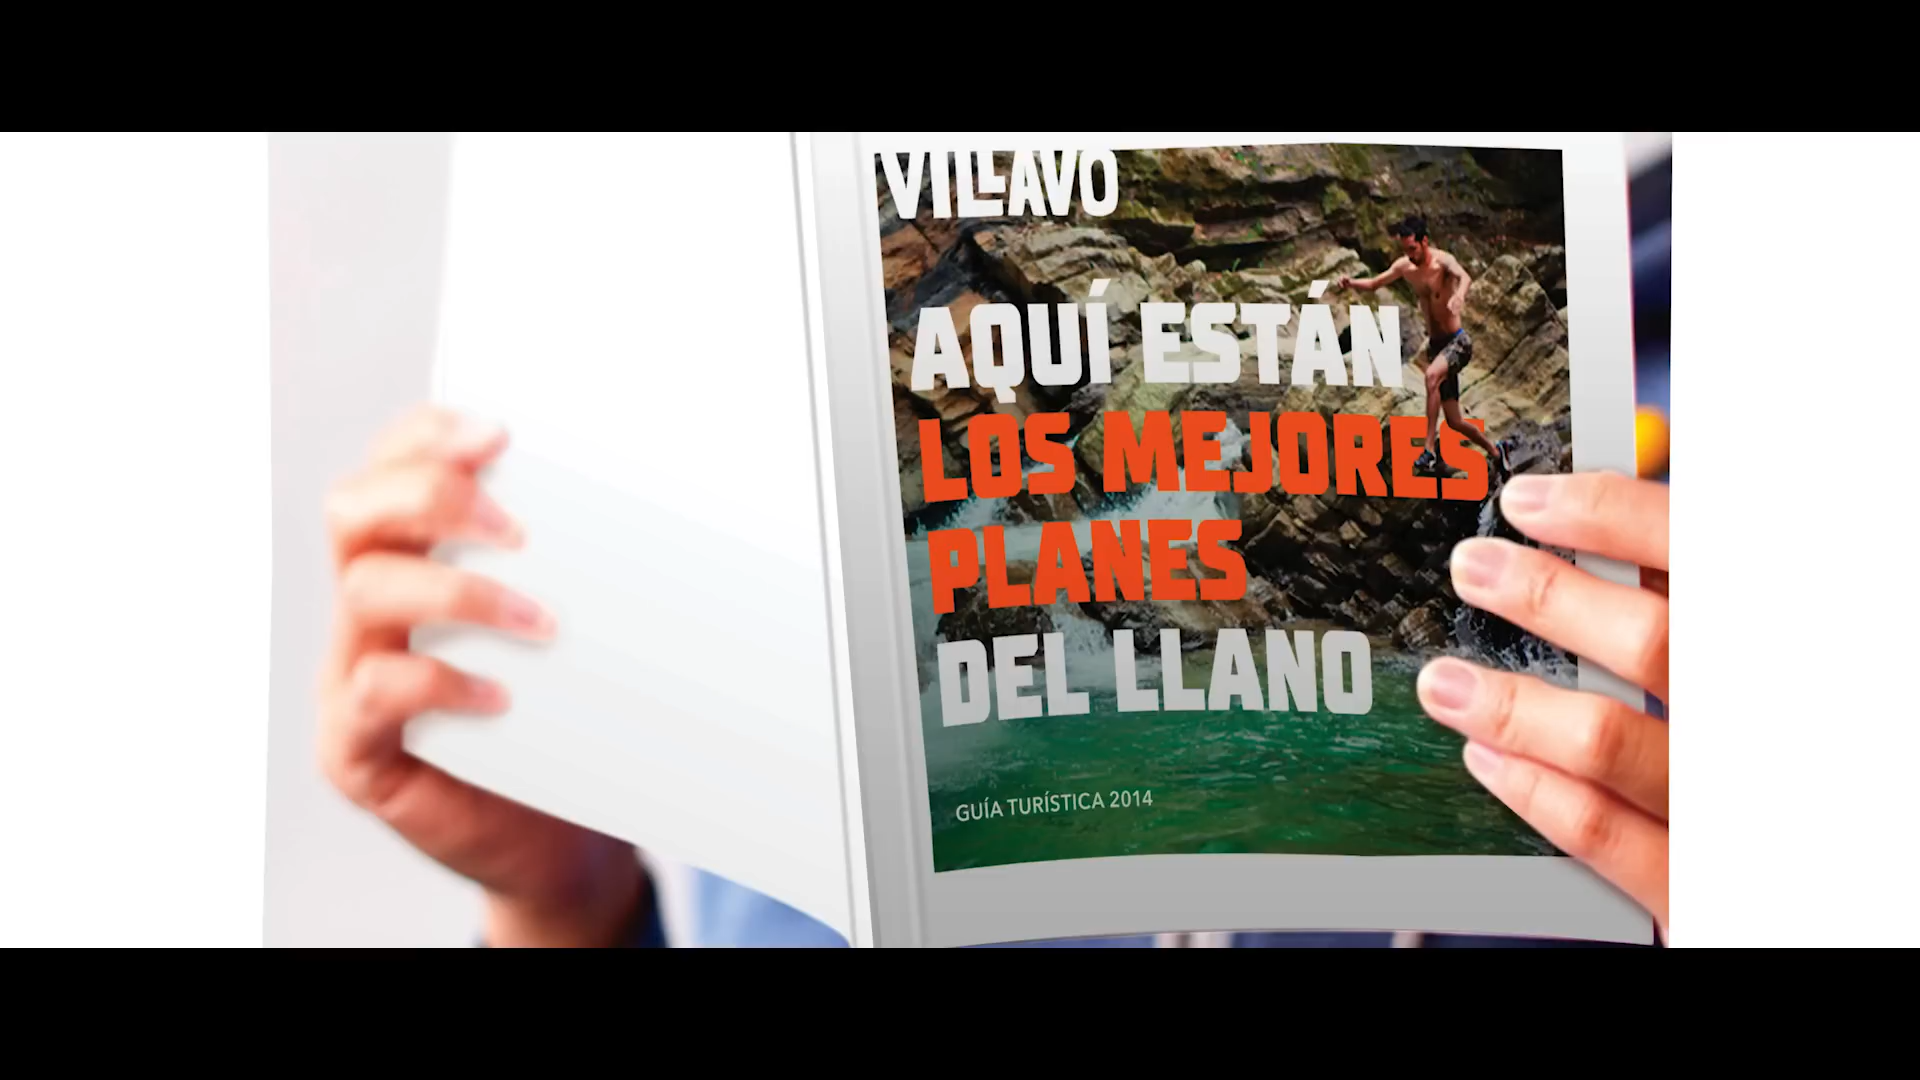 VILLAVO
AQUÍ ESTÁN
LOS MEJORES
PLANES
DEL LLANO
GUÍA TURÍSTICA 2014